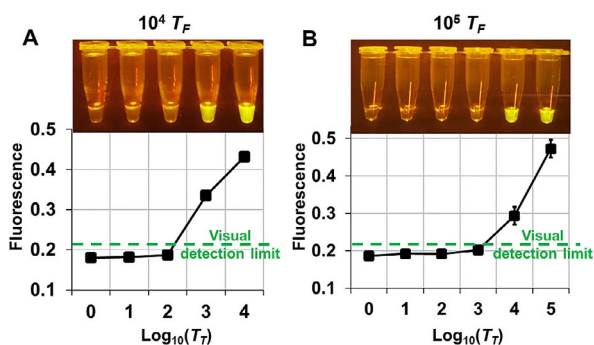 A
10⁴ T_F
Fluorescence
0.5
0.4
0.3
0.2
0.1
Visual
detection limit
0 1 2 3 4
Log₁₀(T_T)
B
10⁵ T_F
Fluorescence
0.5
0.4
0.3
0.2
0.1
Visual
detection limit
0 1 2 3 4 5
Log₁₀(T_T)